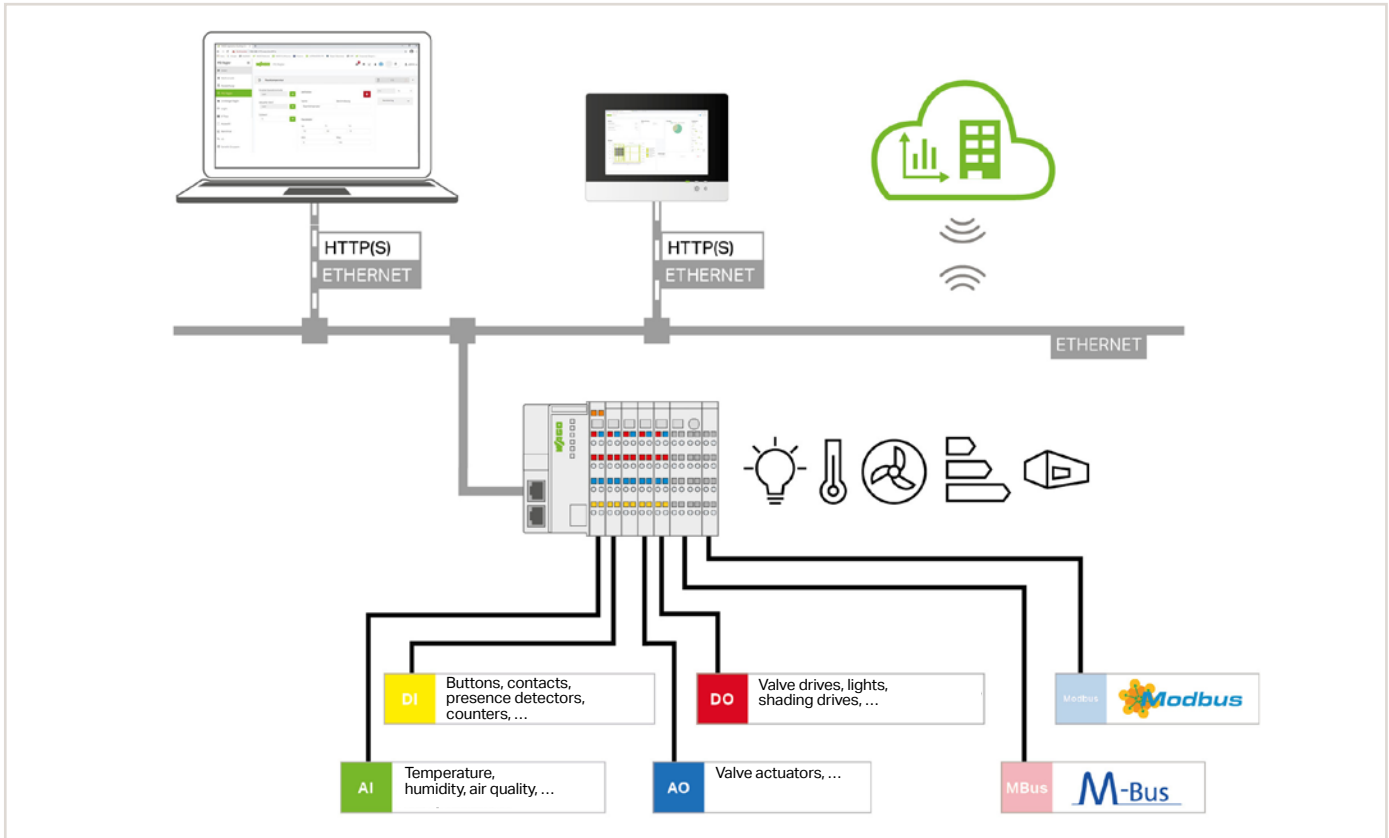 HTTP(S)
ETHERNET
HTTP(S)
ETHERNET
ETHERNET
WAGO
DI
Buttons, contacts,
presence detectors,
counters, …
DO
Valve drives, lights,
shading drives, …
Modbus
Modbus
AI
Temperature,
humidity, air quality, …
AO
Valve actuators, …
MBus
M-Bus